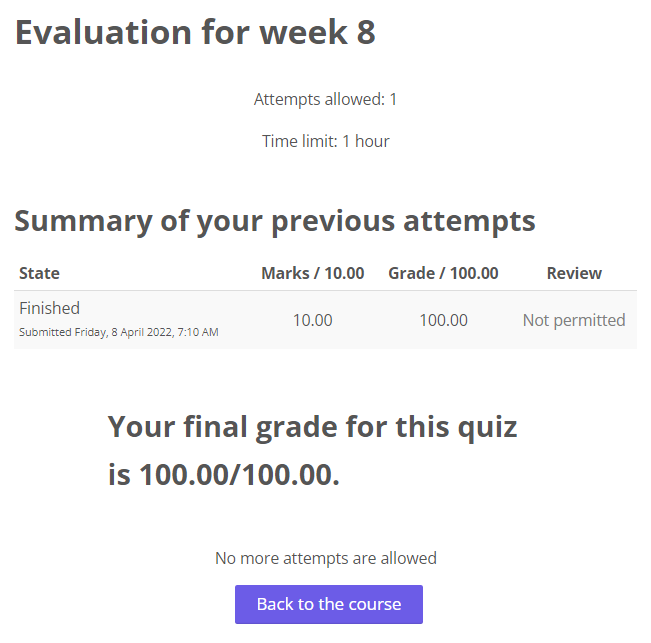 Evaluation for week 8
Attempts allowed: 1
Time limit: 1 hour
Summary of your previous attempts
State Marks / 10.00 Grade / 100.00 Review
Finished
Submitted Friday, 8 April 2022, 7:10 AM
10.00 100.00 Not permitted
Your final grade for this quiz
is 100.00/100.00.
No more attempts are allowed
Back to the course